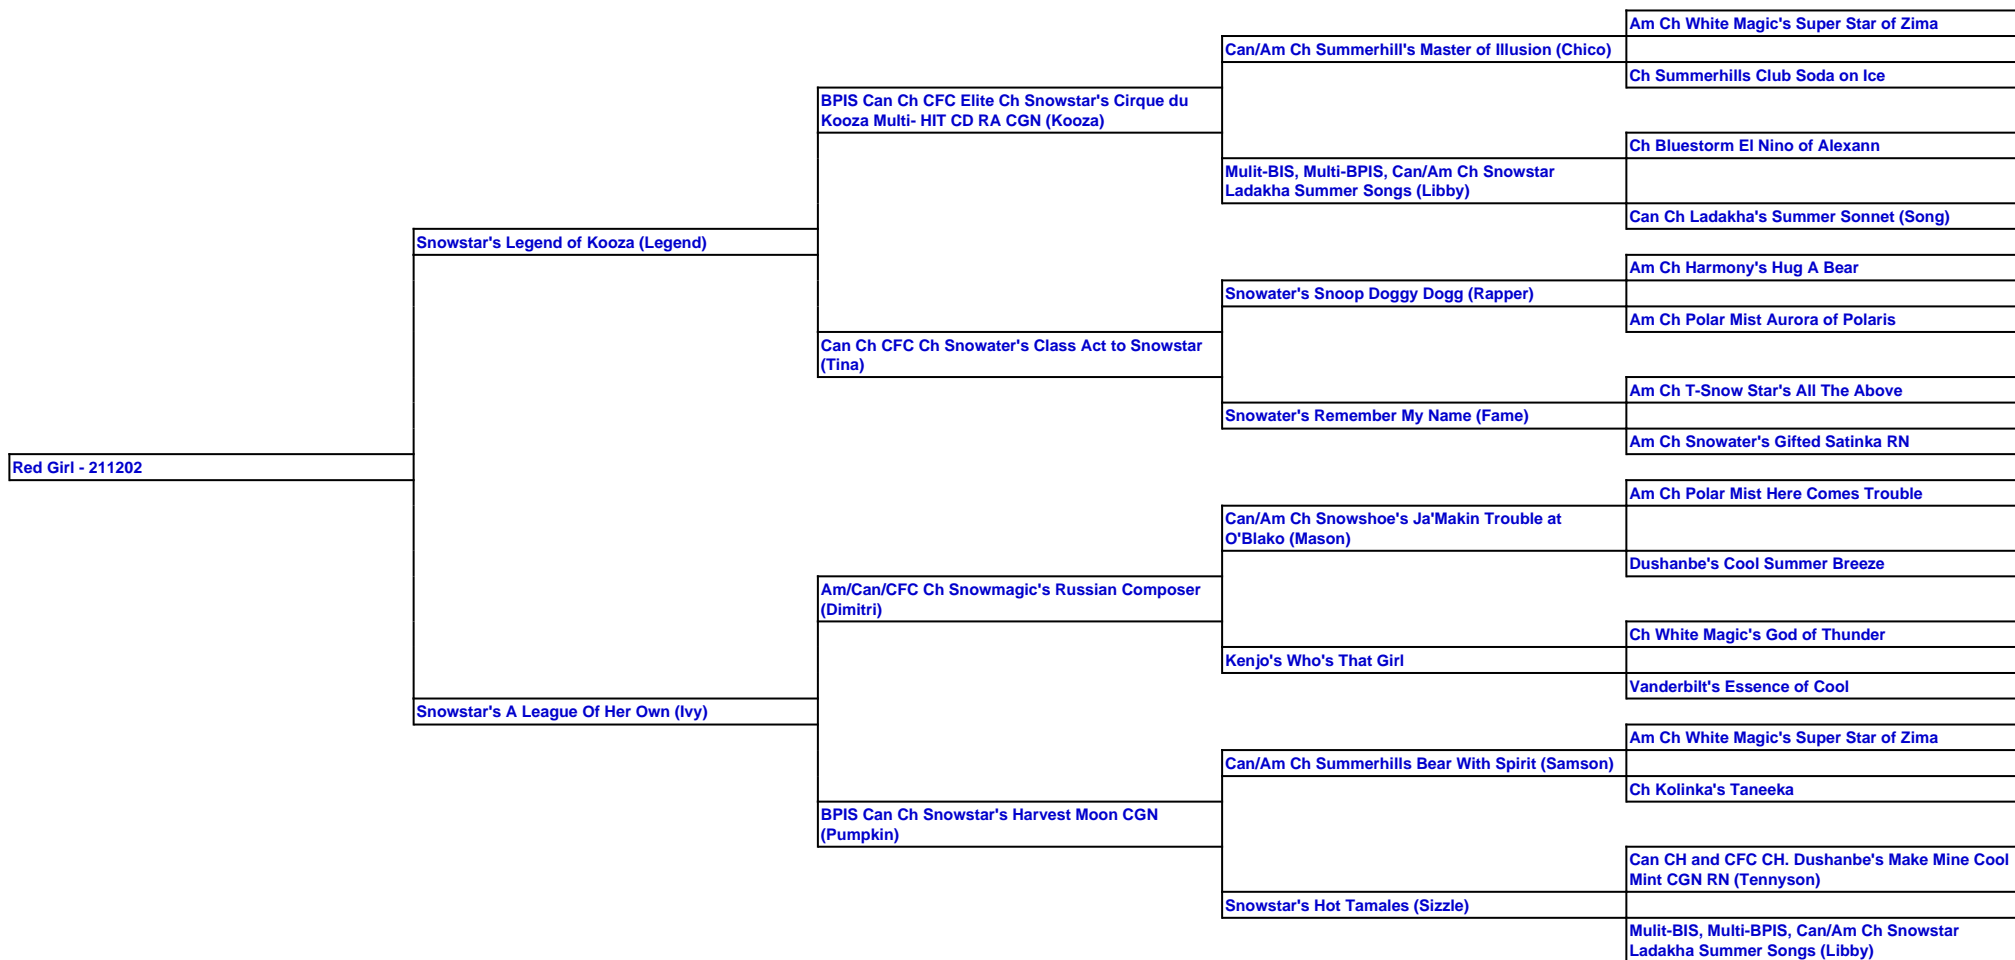 Am Ch White Magic's Super Star of Zima
Can/Am Ch Summerhill's Master of Illusion (Chico)
Ch Summerhills Club Soda on Ice
BPIS Can Ch CFC Elite Ch Snowstar's Cirque du
Kooza Multi- HIT CD RA CGN (Kooza)
Ch Bluestorm El Nino of Alexann
Mulit-BIS, Multi-BPIS, Can/Am Ch Snowstar
Ladakha Summer Songs (Libby)
Can Ch Ladakha's Summer Sonnet (Song)
Snowstar's Legend of Kooza (Legend)
Am Ch Harmony's Hug A Bear
Snowater's Snoop Doggy Dogg (Rapper)
Am Ch Polar Mist Aurora of Polaris
Can Ch CFC Ch Snowater's Class Act to Snowstar
(Tina)
Am Ch T-Snow Star's All The Above
Snowater's Remember My Name (Fame)
Am Ch Snowater's Gifted Satinka RN
Red Girl - 211202
Am Ch Polar Mist Here Comes Trouble
Can/Am Ch Snowshoe's Ja'Makin Trouble at
O'Blako (Mason)
Dushanbe's Cool Summer Breeze
Am/Can/CFC Ch Snowmagic's Russian Composer
(Dimitri)
Ch White Magic's God of Thunder
Kenjo's Who's That Girl
Vanderbilt's Essence of Cool
Snowstar's A League Of Her Own (Ivy)
Am Ch White Magic's Super Star of Zima
Can/Am Ch Summerhills Bear With Spirit (Samson)
Ch Kolinka's Taneeka
BPIS Can Ch Snowstar's Harvest Moon CGN
(Pumpkin)
Can CH and CFC CH. Dushanbe's Make Mine Cool
Mint CGN RN (Tennyson)
Snowstar's Hot Tamales (Sizzle)
Mulit-BIS, Multi-BPIS, Can/Am Ch Snowstar
Ladakha Summer Songs (Libby)